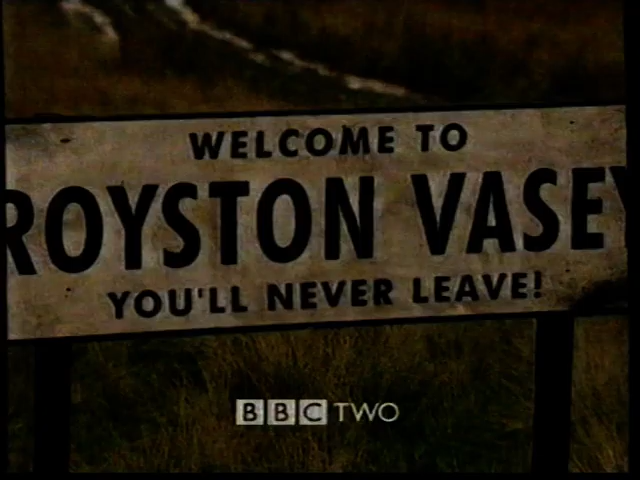 WELCOME TO
ROYSTON VASEY
YOU'LL NEVER LEAVE!
BBC TWO